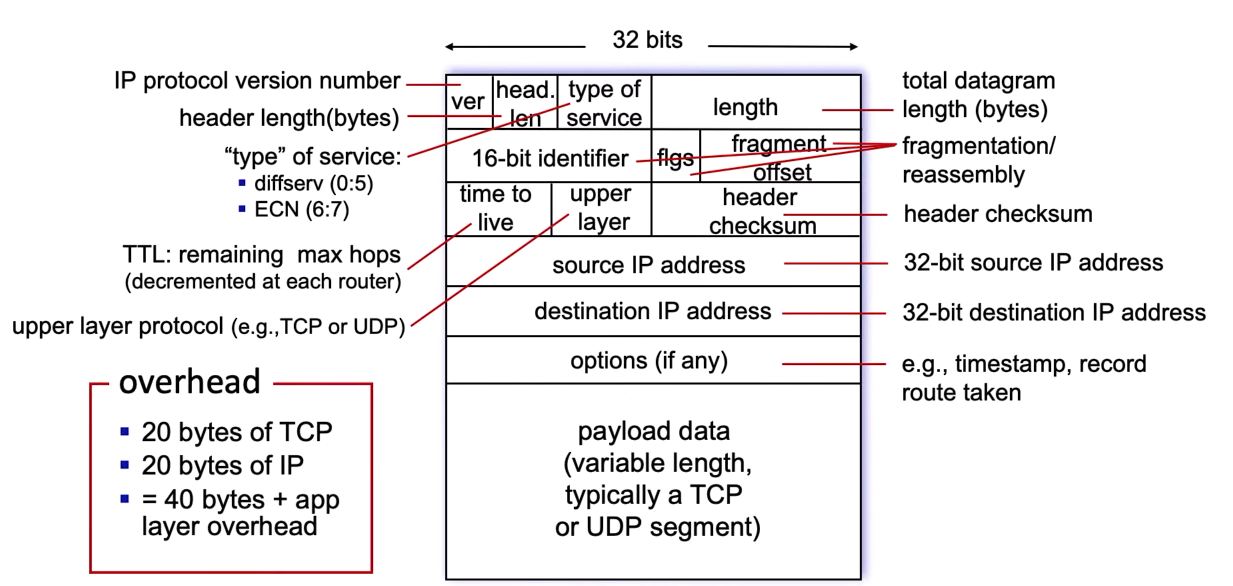 32 bits
IP protocol version number
header length(bytes)
“type” of service:
▪ diffserv (0:5)
▪ ECN (6:7)
TTL: remaining max hops
(decremented at each router)
upper layer protocol (e.g.,TCP or UDP)
overhead
▪ 20 bytes of TCP
▪ 20 bytes of IP
▪ = 40 bytes + app
layer overhead
ver
head.
len
type of
service
length
16-bit identifier
flgs
fragment
offset
time to
live
upper
layer
header
checksum
source IP address
destination IP address
options (if any)
payload data
(variable length,
typically a TCP
or UDP segment)
total datagram
length (bytes)
fragmentation/
reassembly
header checksum
32-bit source IP address
32-bit destination IP address
e.g., timestamp, record
route taken